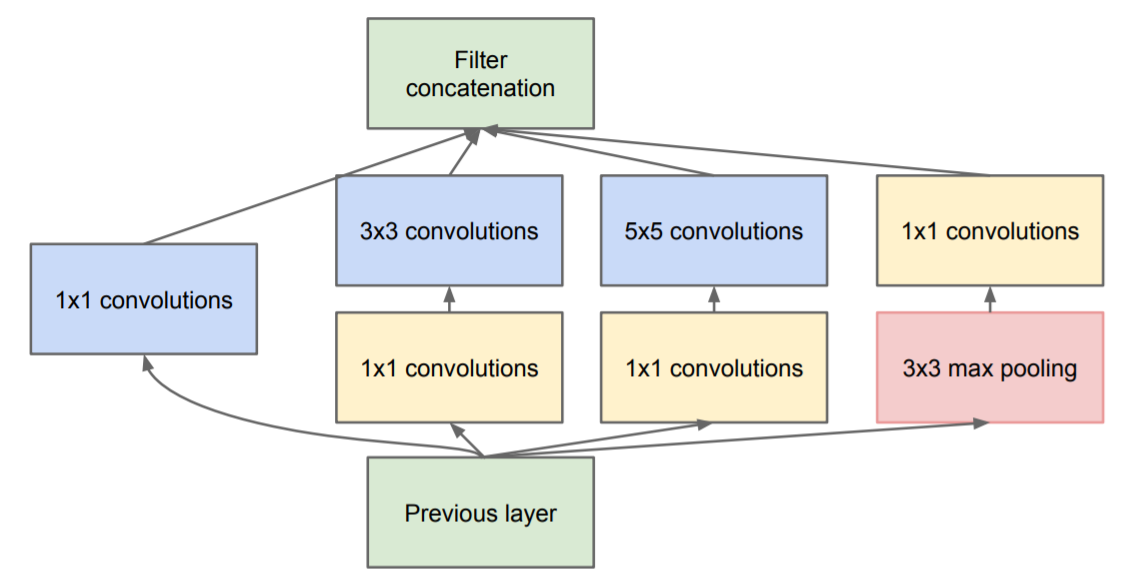 Filter
concatenation
3x3 convolutions
5x5 convolutions
1x1 convolutions
1x1 convolutions
1x1 convolutions
1x1 convolutions
3x3 max pooling
Previous layer